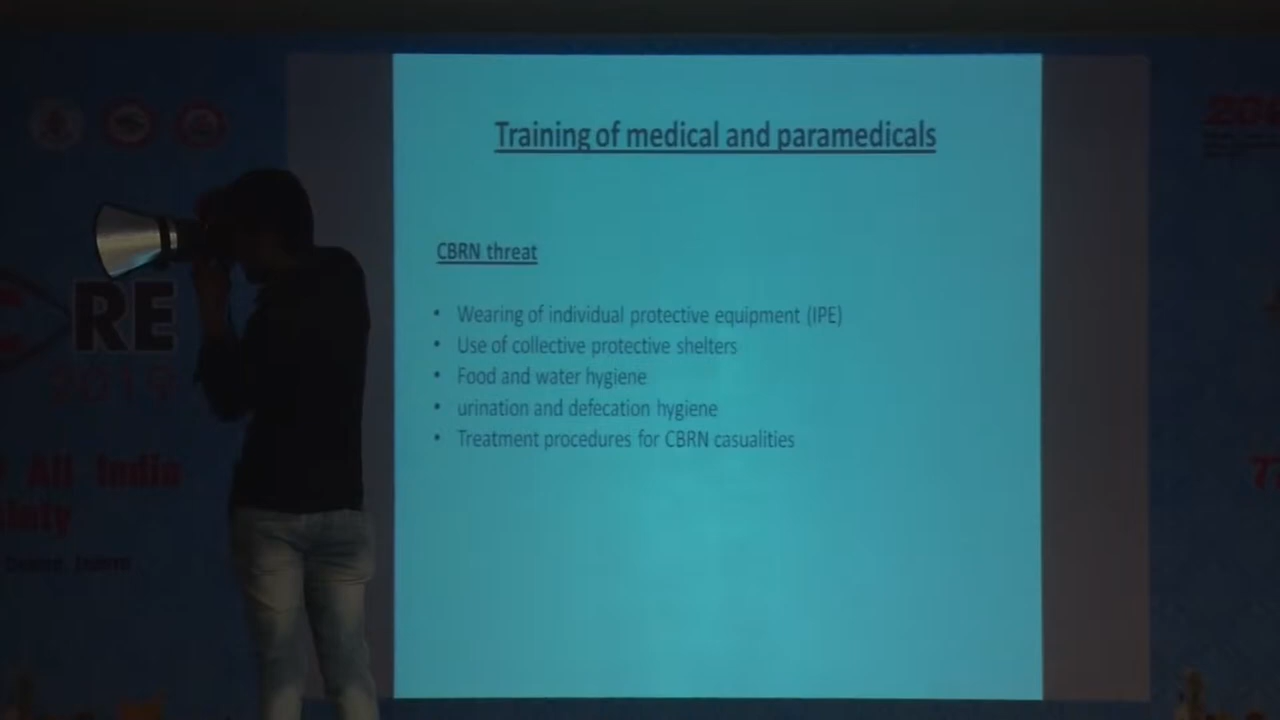 Training of medical and paramedicals
CBRN threat
• Wearing of individual protective equipment (IPE)
• Use of collective protective shelters
• Food and water hygiene
• urination and defecation hygiene
• Treatment procedures for CBRN casualities
RE
2019
All India